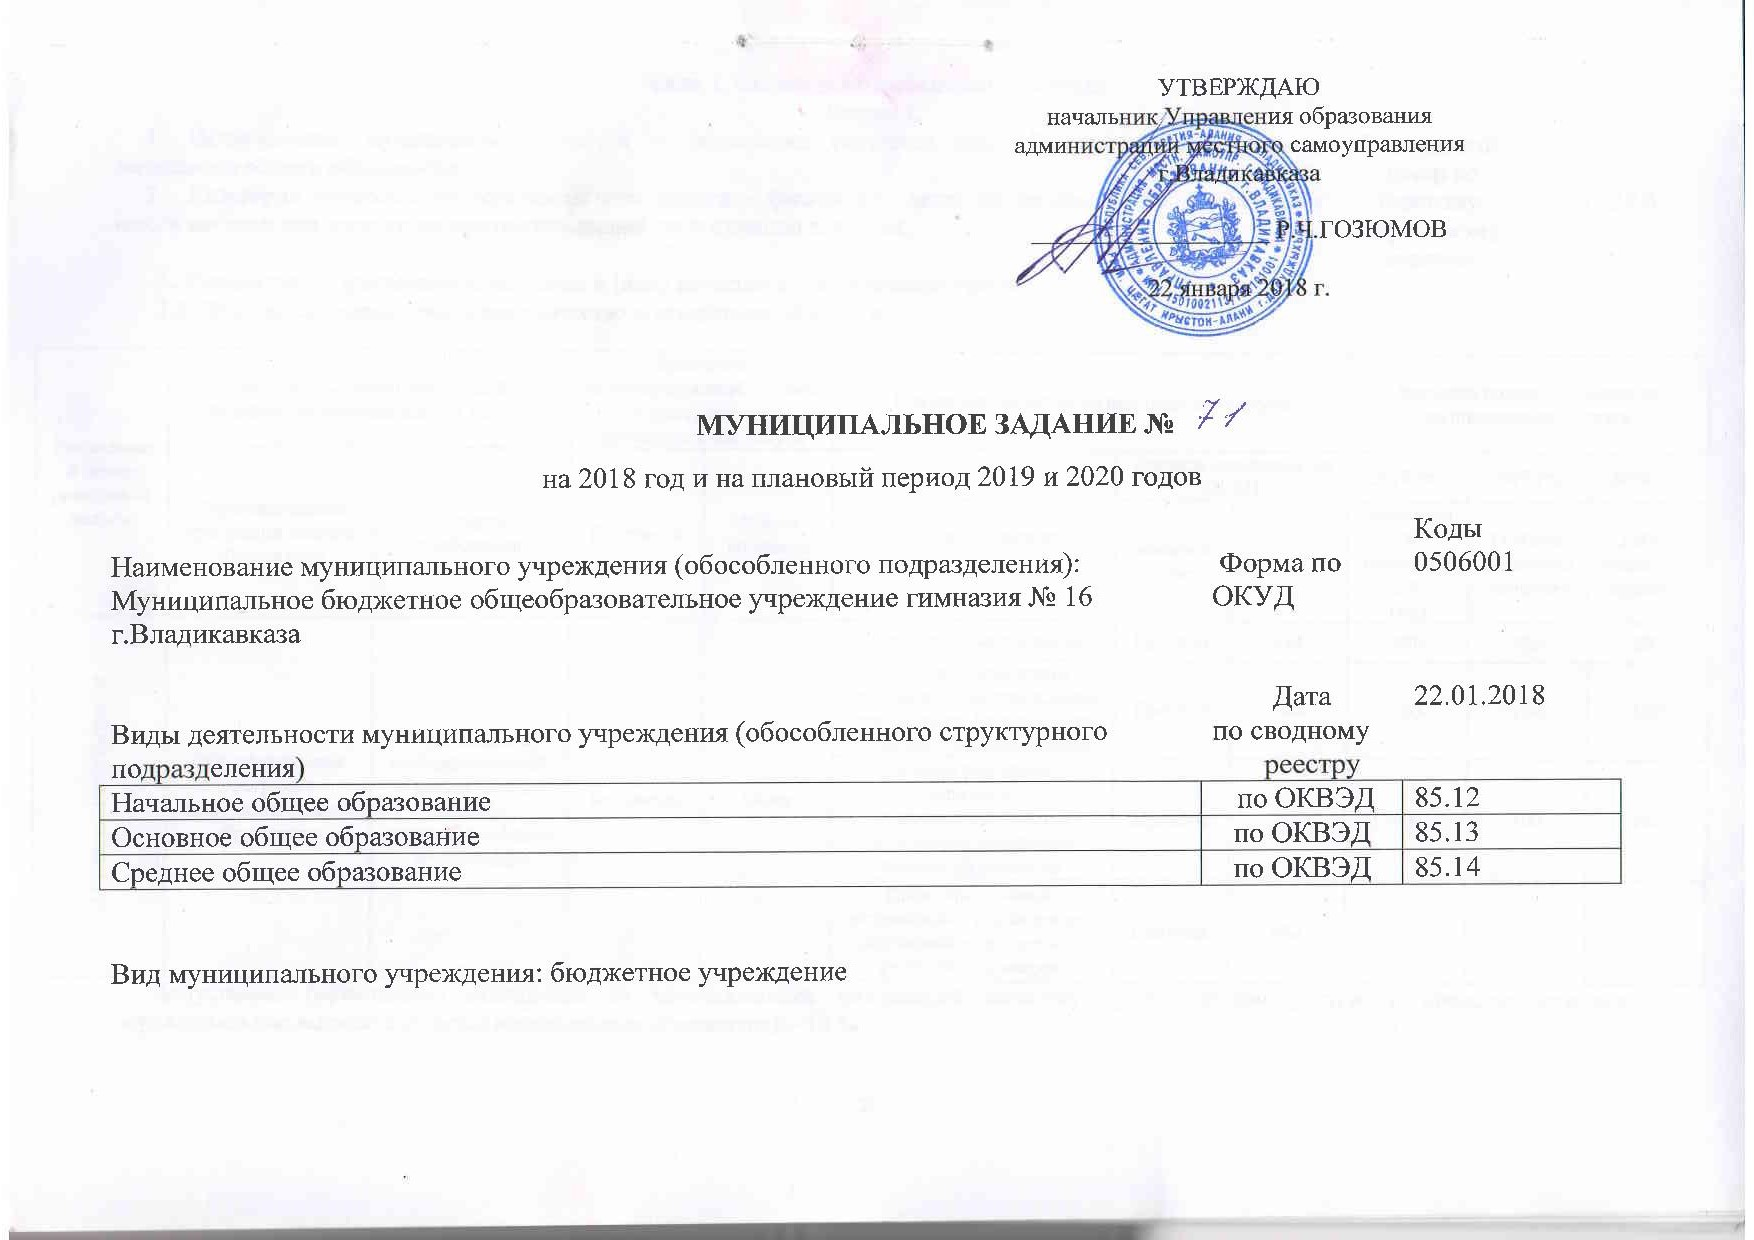 УТВЕРЖДАЮ
начальник Управления образования
администрации местного самоуправления
г.Владикавказа
Р.Ч.ГОЗЮМОВ
22 января 2018 г.
МУНИЦИПАЛЬНОЕ ЗАДАНИЕ № 71
на 2018 год и на плановый период 2019 и 2020 годов
Коды
Наименование муниципального учреждения (обособленного подразделения): Форма по 0506001
Муниципальное бюджетное общеобразовательное учреждение гимназия № 16 ОКУД
г.Владикавказа
Дата 22.01.2018
Виды деятельности муниципального учреждения (обособленного структурного по сводному
подразделения) реестру
Начальное общее образование по ОКВЭД 85.12
Основное общее образование по ОКВЭД 85.13
Среднее общее образование по ОКВЭД 85.14
Вид муниципального учреждения: бюджетное учреждение